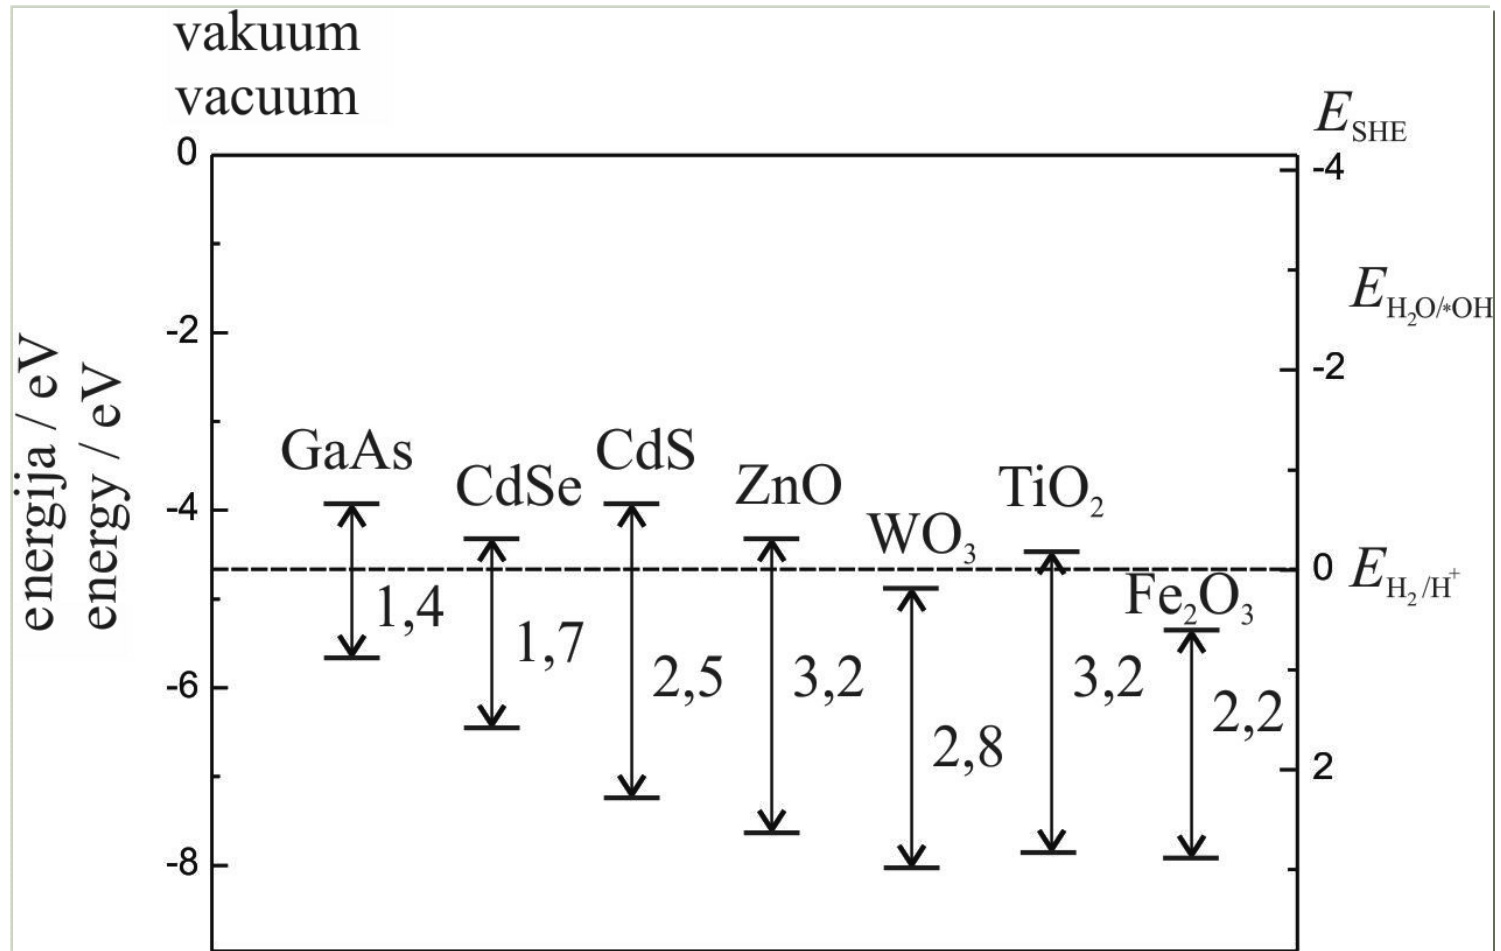 vakuum
vacuum
energija / eV
energy / eV
0
-2
-4
-6
-8
E_SHE
-4
-2
0
2
E_H₂O/*OH
E_H₂/H⁺
GaAs
CdSe
CdS
ZnO
WO₃
TiO₂
Fe₂O₃
1,4
1,7
2,5
3,2
2,8
3,2
2,2